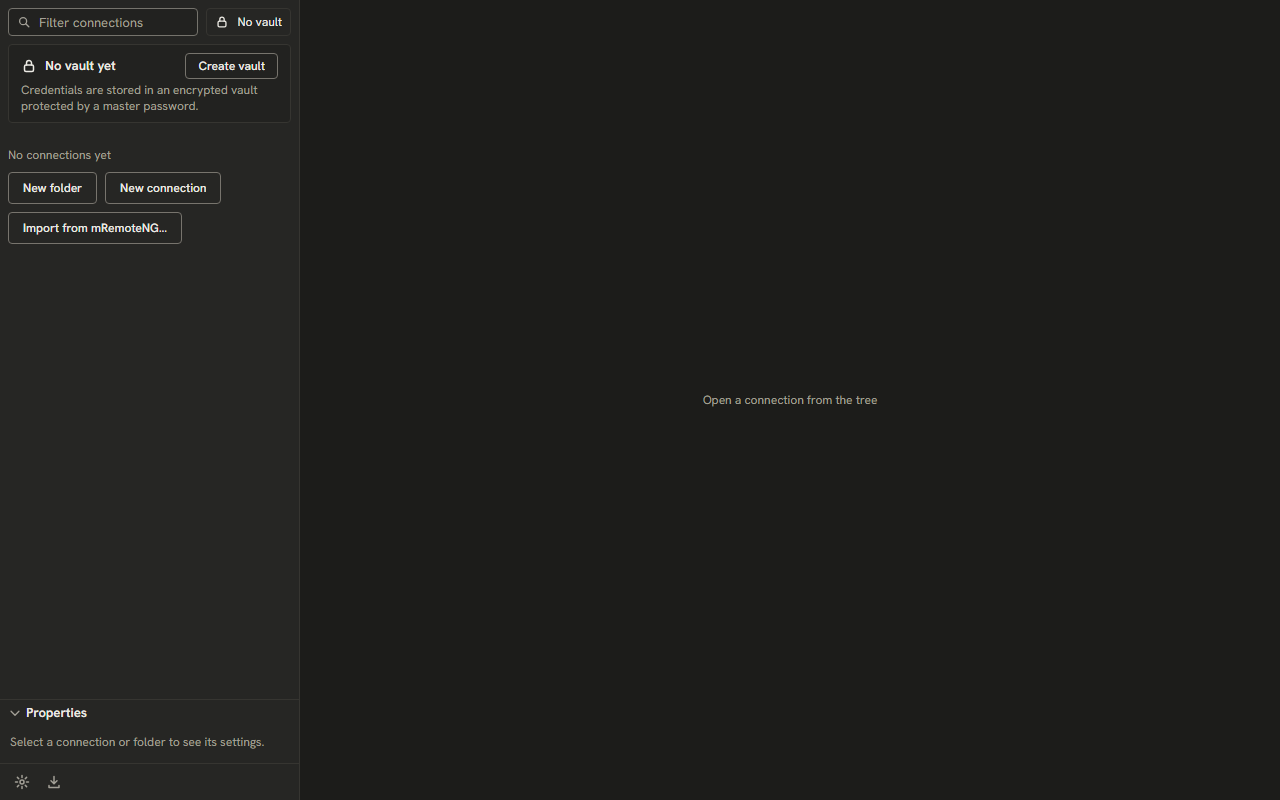 Filter connections
No vault
No vault yet
Create vault
Credentials are stored in an encrypted vault
protected by a master password.
No connections yet
New folder
New connection
Import from mRemoteNG...
Open a connection from the tree
Properties
Select a connection or folder to see its settings.